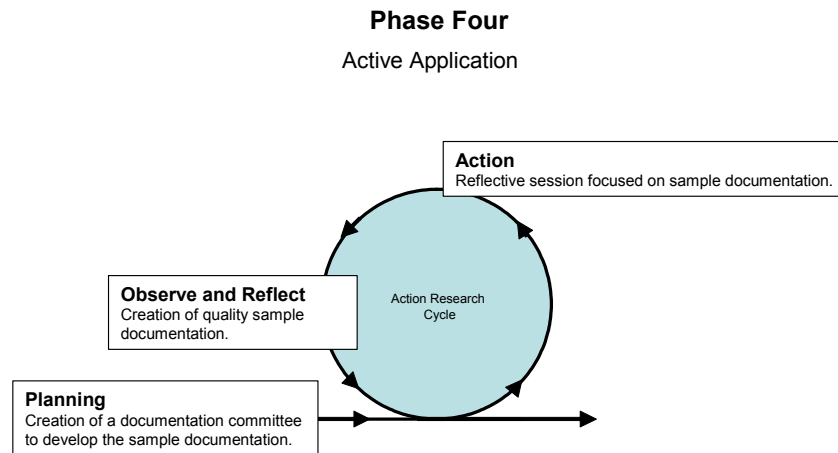 Phase Four
Active Application
Action
Reflective session focused on sample documentation.
Observe and Reflect
Creation of quality sample
documentation.
Action Research
Cycle
Planning
Creation of a documentation committee
to develop the sample documentation.